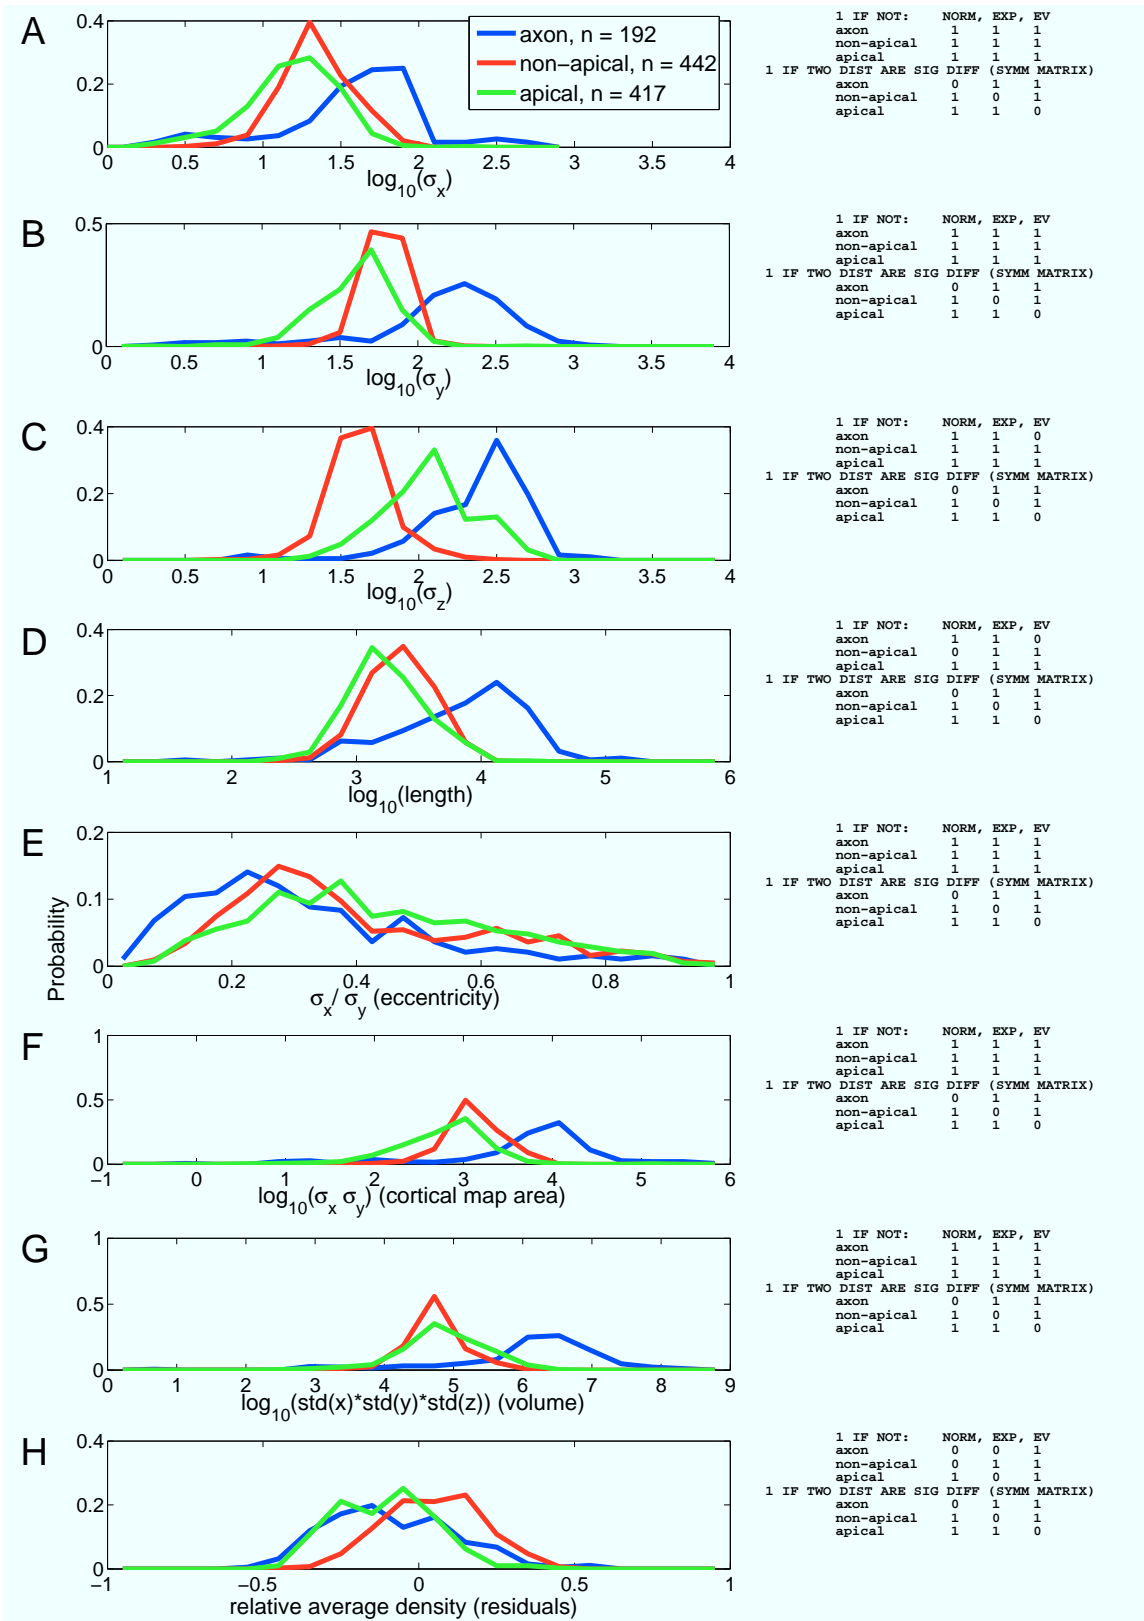 A
0.4
0.2
0
axon, n = 192
non−apical, n = 442
apical, n = 417
0 0.5 1 1.5 2 2.5 3 3.5 4
log10(σx)
1 IF NOT: NORM, EXP, EV
axon 1 1 1
non-apical 1 1 1
apical 1 1 1
1 IF TWO DIST ARE SIG DIFF (SYMM MATRIX)
axon 0 1 1
non-apical 1 0 1
apical 1 1 0
B
0.5
0
0 0.5 1 1.5 2 2.5 3 3.5 4
log10(σy)
1 IF NOT: NORM, EXP, EV
axon 1 1 1
non-apical 1 1 1
apical 1 1 1
1 IF TWO DIST ARE SIG DIFF (SYMM MATRIX)
axon 0 1 1
non-apical 1 0 1
apical 1 1 0
C
0.4
0.2
0
0 0.5 1 1.5 2 2.5 3 3.5 4
log10(σz)
1 IF NOT: NORM, EXP, EV
axon 1 1 0
non-apical 1 1 1
apical 1 1 1
1 IF TWO DIST ARE SIG DIFF (SYMM MATRIX)
axon 0 1 1
non-apical 1 0 1
apical 1 1 0
D
0.4
0.2
0
1 2 3 4 5 6
log10(length)
1 IF NOT: NORM, EXP, EV
axon 1 1 0
non-apical 0 1 1
apical 1 1 1
1 IF TWO DIST ARE SIG DIFF (SYMM MATRIX)
axon 0 1 1
non-apical 1 0 1
apical 1 1 0
E
0.2
0.1
0
Probability
0 0.2 0.4 0.6 0.8 1
σx/ σy (eccentricity)
1 IF NOT: NORM, EXP, EV
axon 1 1 1
non-apical 1 1 1
apical 1 1 1
1 IF TWO DIST ARE SIG DIFF (SYMM MATRIX)
axon 0 1 1
non-apical 1 0 1
apical 1 1 0
F
1
0.5
0
−1 0 1 2 3 4 5 6
log10(σx σy) (cortical map area)
1 IF NOT: NORM, EXP, EV
axon 1 1 1
non-apical 1 1 1
apical 1 1 1
1 IF TWO DIST ARE SIG DIFF (SYMM MATRIX)
axon 0 1 1
non-apical 1 0 1
apical 1 1 0
G
1
0.5
0
0 1 2 3 4 5 6 7 8 9
log10(std(x)*std(y)*std(z)) (volume)
1 IF NOT: NORM, EXP, EV
axon 1 1 1
non-apical 1 1 1
apical 1 1 1
1 IF TWO DIST ARE SIG DIFF (SYMM MATRIX)
axon 0 1 1
non-apical 1 0 1
apical 1 1 0
H
0.4
0.2
0
−1 −0.5 0 0.5 1
relative average density (residuals)
1 IF NOT: NORM, EXP, EV
axon 0 0 1
non-apical 0 1 1
apical 1 0 1
1 IF TWO DIST ARE SIG DIFF (SYMM MATRIX)
axon 0 1 1
non-apical 1 0 1
apical 1 1 0